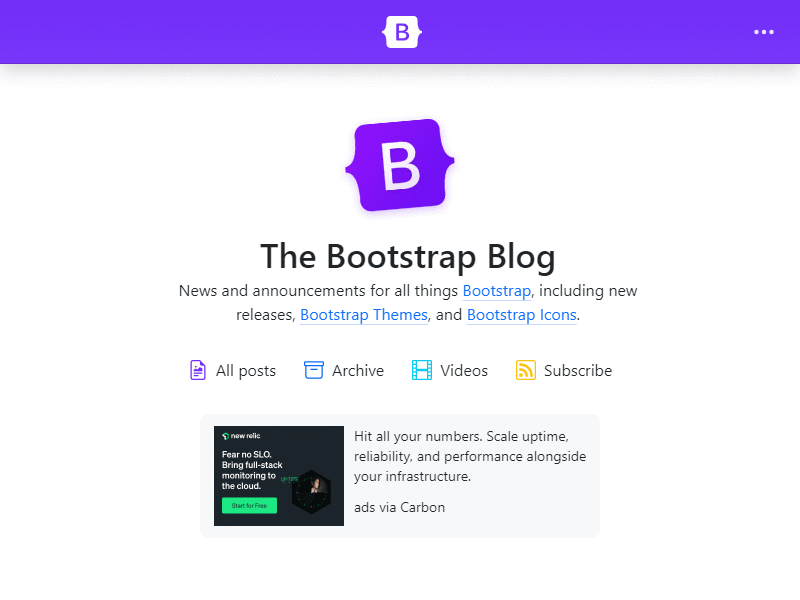 B
B
The Bootstrap Blog
News and announcements for all things Bootstrap, including new
releases, Bootstrap Themes, and Bootstrap Icons.
All posts
Archive
Videos
Subscribe
new relic
Fear no SLO.
Bring full-stack
monitoring to
the cloud.
UPTIME
Start for Free
Hit all your numbers. Scale uptime,
reliability, and performance alongside
your infrastructure.
ads via Carbon